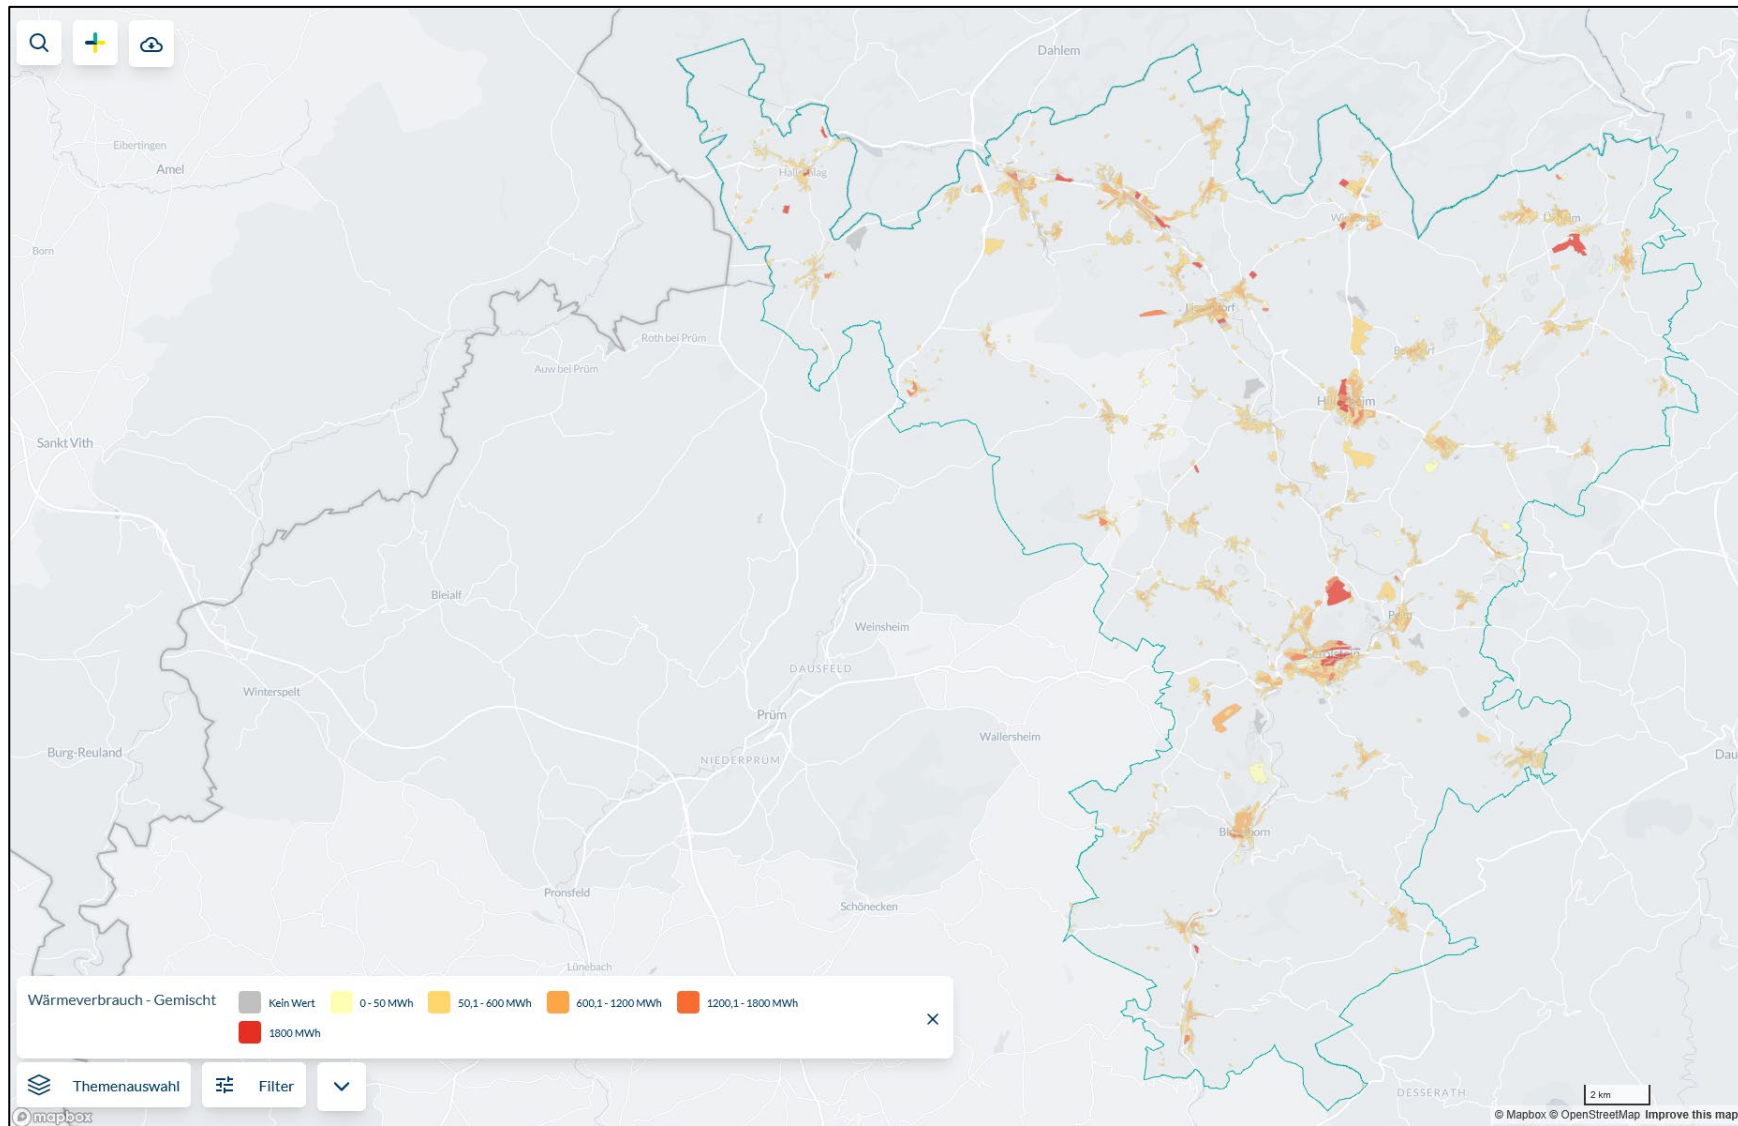 Dahlem
Eibertingen
Amel
Born
Roth bei Prüm
Auw bei Prüm
Sankt Vith
Bleialf
Weinsheim
DAUSFELD
Winterspelt
Prüm
Burg-Reuland
NIEDERPRÜM
Wallersheim
Dau
Pronsfeld
Schönecken
Lünebach
Wärmeverbrauch - Gemischt
Kein Wert
0 - 50 MWh
50,1 - 600 MWh
600,1 - 1200 MWh
1200,1 - 1800 MWh
1800 MWh
Themenauswahl
Filter
DESSERATH
2 km
mapbox
© Mapbox © OpenStreetMap Improve this map